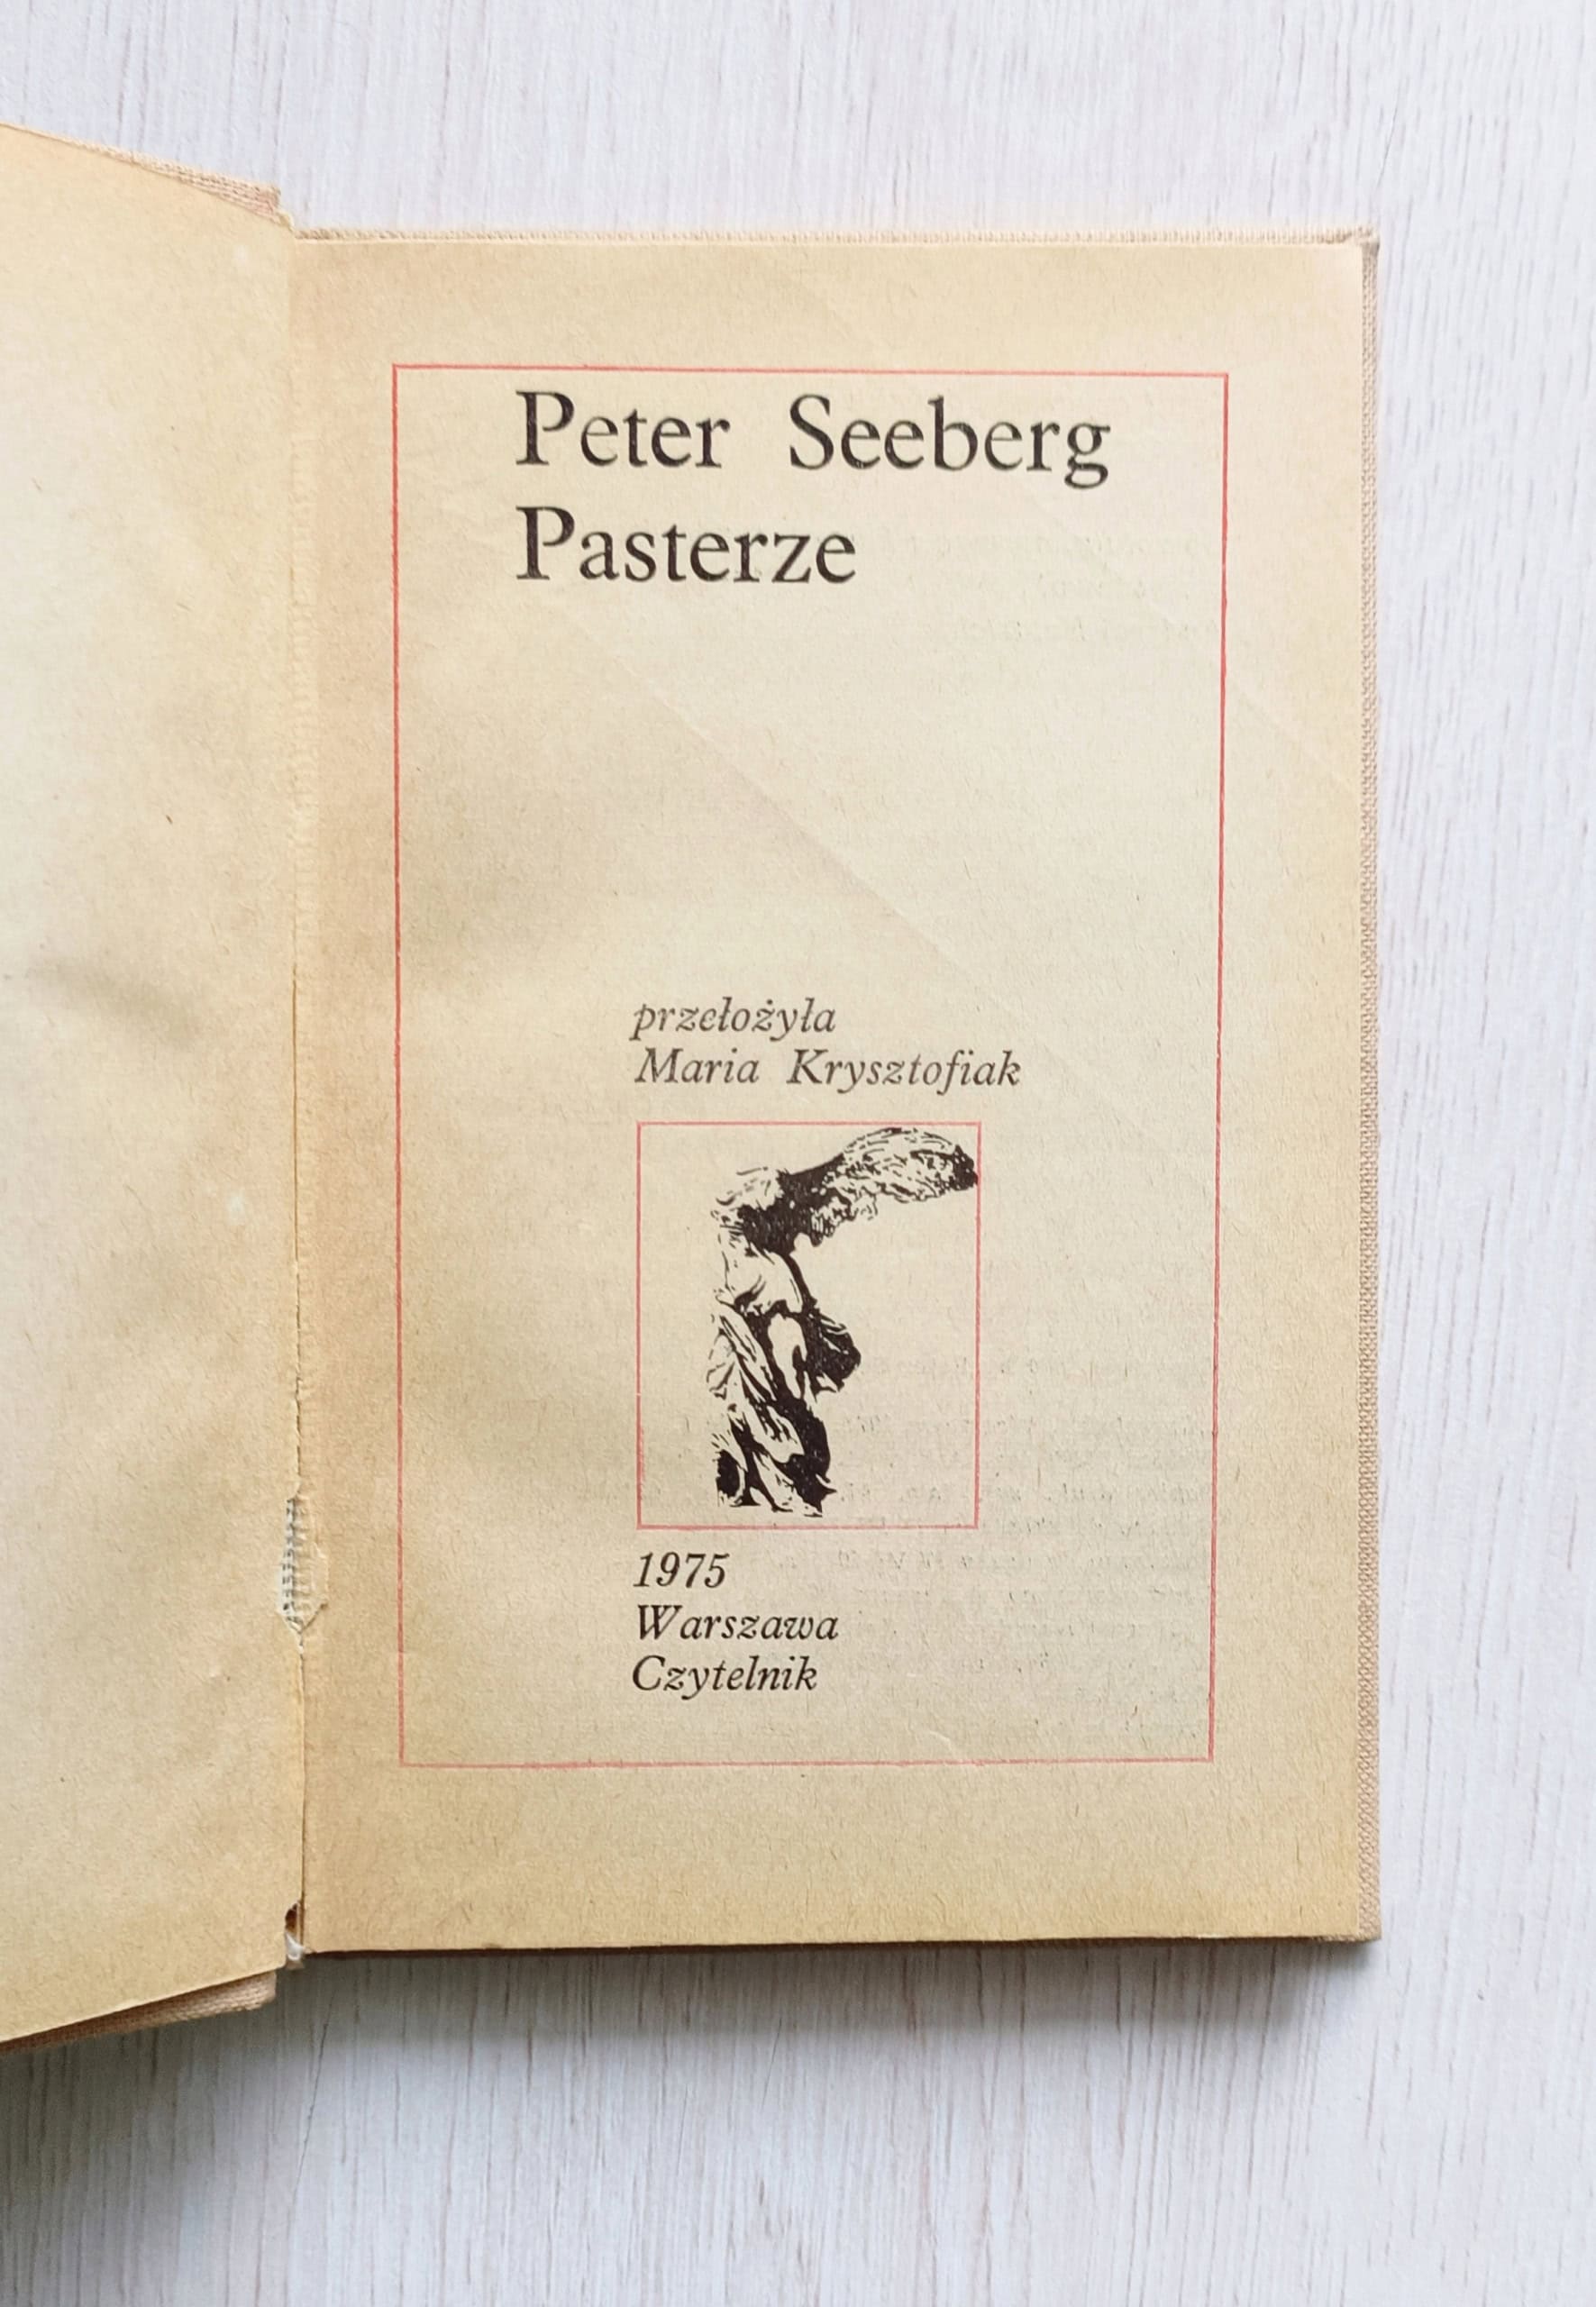 Peter Seeberg
Pasterze
przełożyła
Maria Krysztofiak
1975
Warszawa
Czytelnik